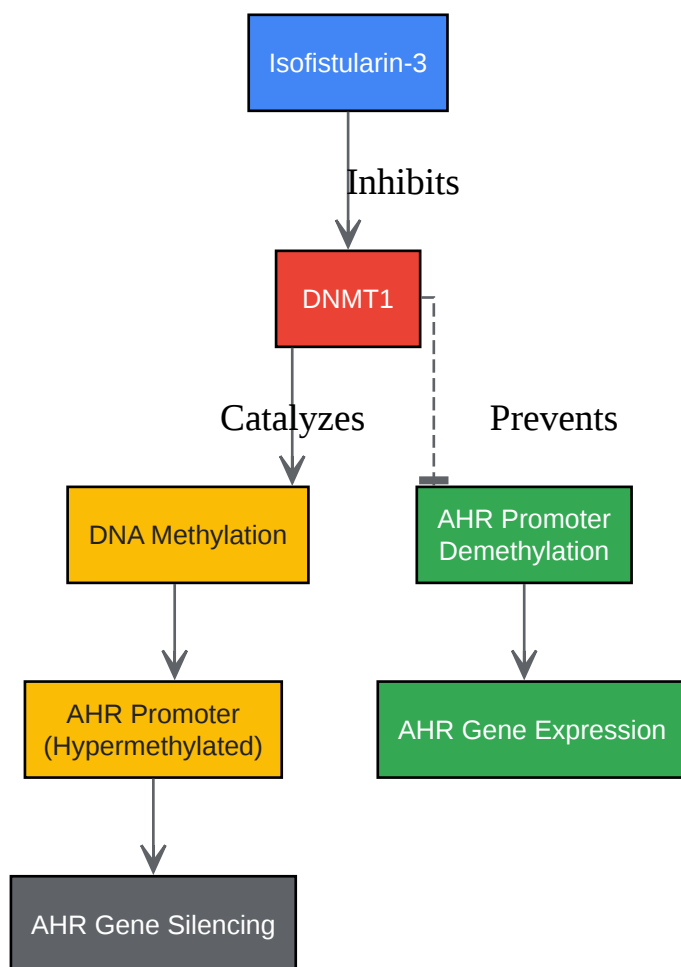 Isofistularin-3
Inhibits
DNMT1
Catalyzes
Prevents
DNA Methylation
AHR Promoter
Demethylation
AHR Promoter
(Hypermethylated)
AHR Gene Expression
AHR Gene Silencing